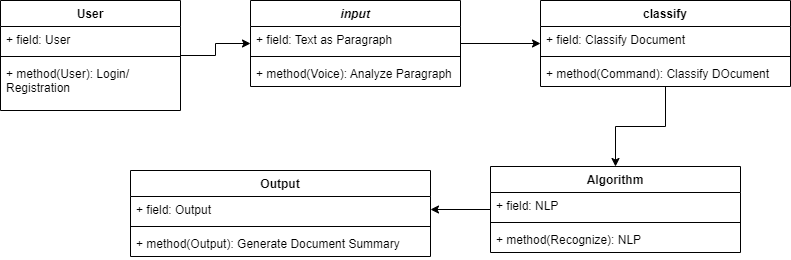 User
+ field: User
+ method(User): Login/
Registration
input
+ field: Text as Paragraph
+ method(Voice): Analyze Paragraph
classify
+ field: Classify Document
+ method(Command): Classify DOcument
Output
+ field: Output
+ method(Output): Generate Document Summary
Algorithm
+ field: NLP
+ method(Recognize): NLP